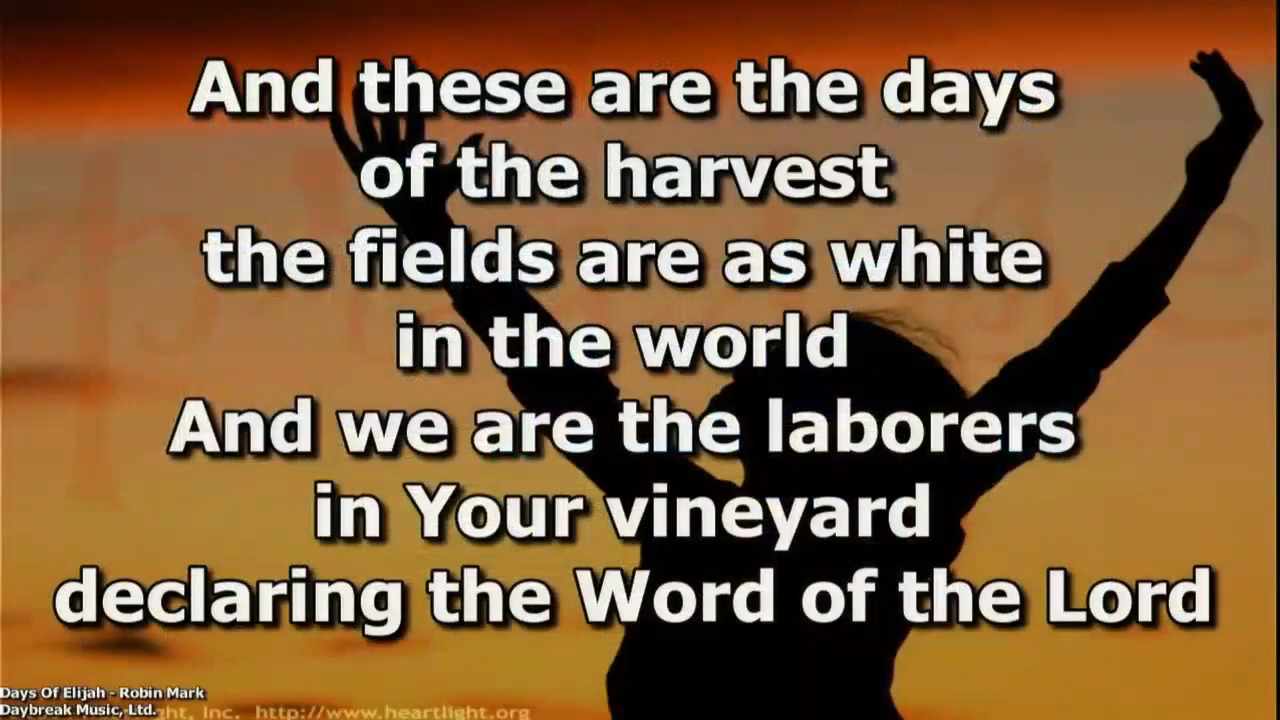 And these are the days
of the harvest
the fields are as white
in the world
And we are the laborers
in Your vineyard
declaring the Word of the Lord
Days Of Elijah - Robin Mark
Daybreak Music, Ltd.
Inc. http://www.heartlight.org